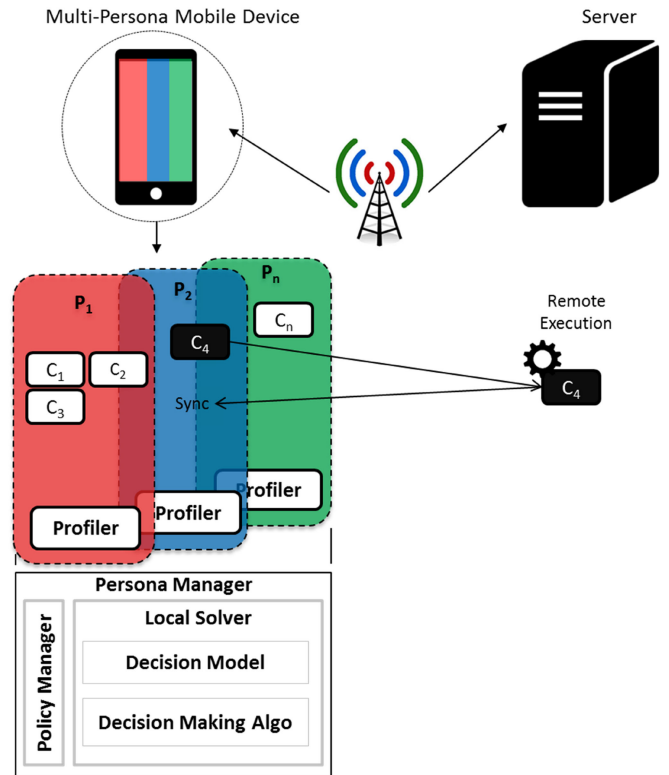 Multi-Persona Mobile Device
Server
P1
P2
Pn
C1
C2
C3
C4
Cn
Sync
Remote
Execution
C4
Profiler
Profiler
Profiler
Persona Manager
Policy Manager
Local Solver
Decision Model
Decision Making Algo